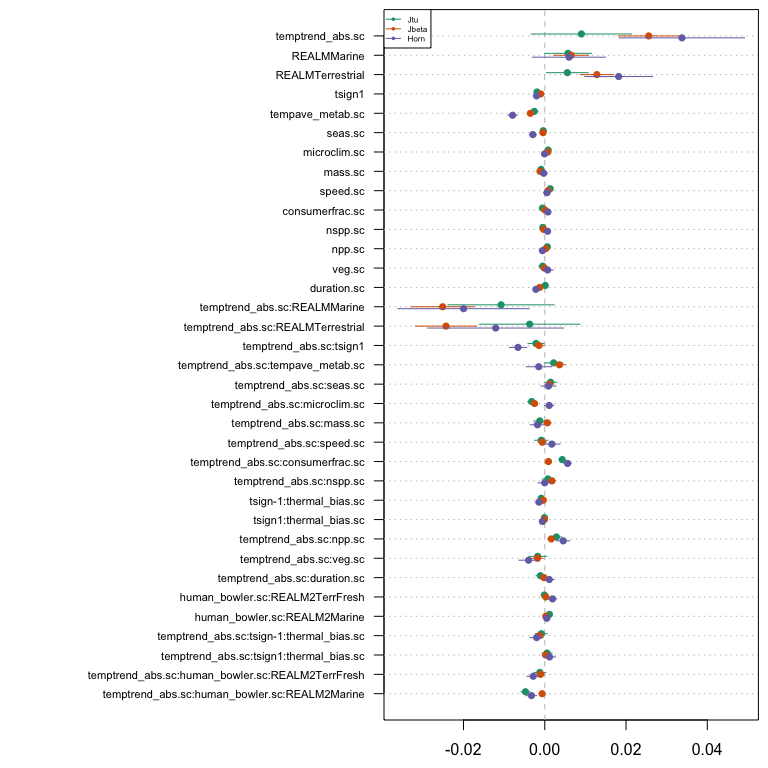 Jtu
Jbeta
Horn
temptrend_abs.sc
REALMMarine
REALMTerrestrial
tsign1
tempave_metab.sc
seas.sc
microclim.sc
mass.sc
speed.sc
consumerfrac.sc
nspp.sc
npp.sc
veg.sc
duration.sc
temptrend_abs.sc:REALMMarine
temptrend_abs.sc:REALMTerrestrial
temptrend_abs.sc:tsign1
temptrend_abs.sc:tempave_metab.sc
temptrend_abs.sc:seas.sc
temptrend_abs.sc:microclim.sc
temptrend_abs.sc:mass.sc
temptrend_abs.sc:speed.sc
temptrend_abs.sc:consumerfrac.sc
temptrend_abs.sc:nspp.sc
tsign-1:thermal_bias.sc
tsign1:thermal_bias.sc
temptrend_abs.sc:npp.sc
temptrend_abs.sc:veg.sc
temptrend_abs.sc:duration.sc
human_bowler.sc:REALM2TerrFresh
human_bowler.sc:REALM2Marine
temptrend_abs.sc:tsign-1:thermal_bias.sc
temptrend_abs.sc:tsign1:thermal_bias.sc
temptrend_abs.sc:human_bowler.sc:REALM2TerrFresh
temptrend_abs.sc:human_bowler.sc:REALM2Marine
-0.02 0.00 0.02 0.04